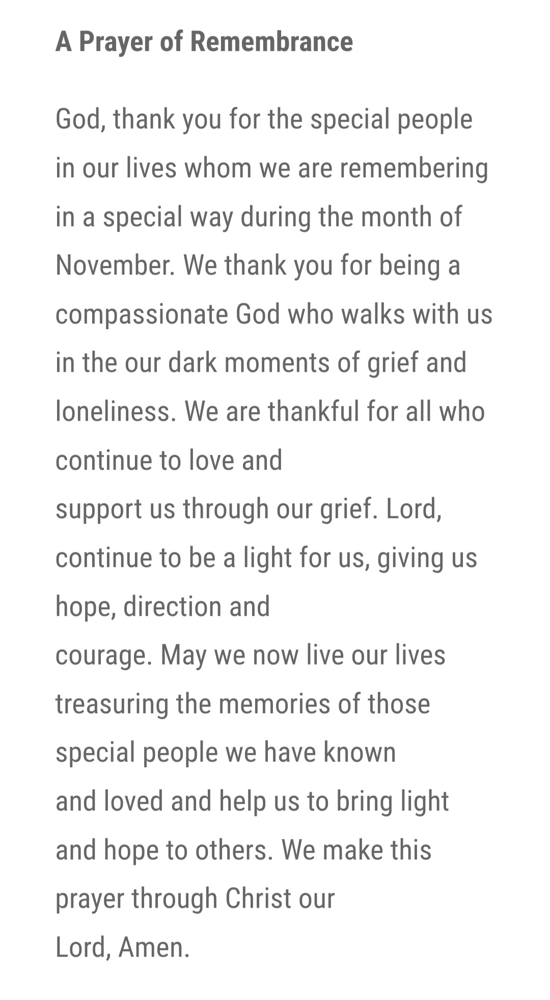 A Prayer of Remembrance
God, thank you for the special people
in our lives whom we are remembering
in a special way during the month of
November. We thank you for being a
compassionate God who walks with us
in the our dark moments of grief and
loneliness. We are thankful for all who
continue to love and
support us through our grief. Lord,
continue to be a light for us, giving us
hope, direction and
courage. May we now live our lives
treasuring the memories of those
special people we have known
and loved and help us to bring light
and hope to others. We make this
prayer through Christ our
Lord, Amen.